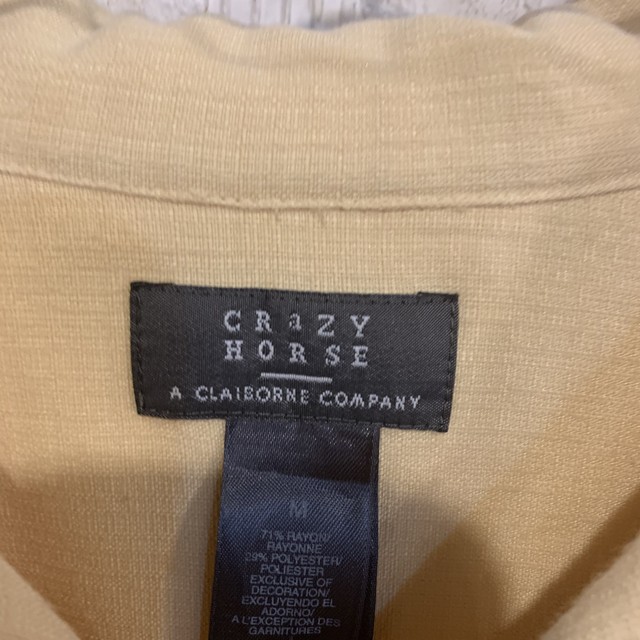 CRaZY
HORSE
A CLAIBORNE COMPANY
M
71% RAYON/
RAYONNE
29% POLYESTER/
POLIESTER
EXCLUSIVE OF
DECORATION/
EXCLUYENDO EL
ADORNO/
A L'EXCEPTION DES
GARNITURES